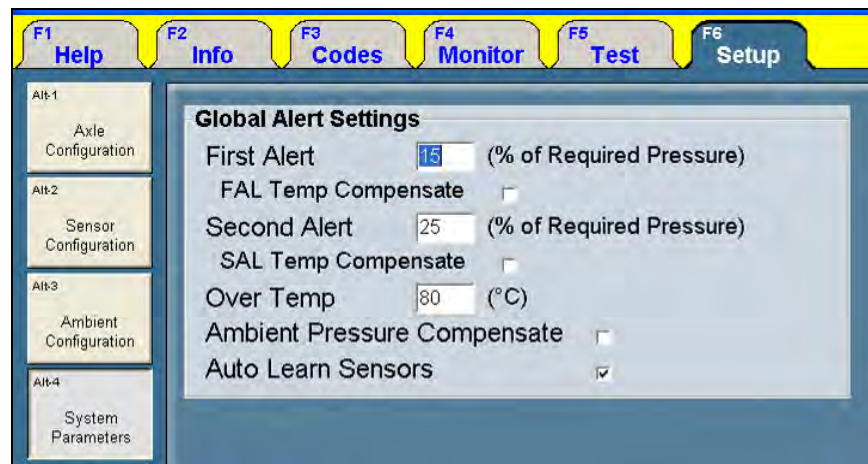 F1 F2 F3 F4 F5 F6
Help Info Codes Monitor Test Setup
Alt-1
Axle
Configuration
Alt-2
Sensor
Configuration
Alt-3
Ambient
Configuration
Alt-4
System
Parameters
Global Alert Settings
First Alert 15 (% of Required Pressure)
FAL Temp Compensate
Second Alert 25 (% of Required Pressure)
SAL Temp Compensate
Over Temp 80 (°C)
Ambient Pressure Compensate
Auto Learn Sensors